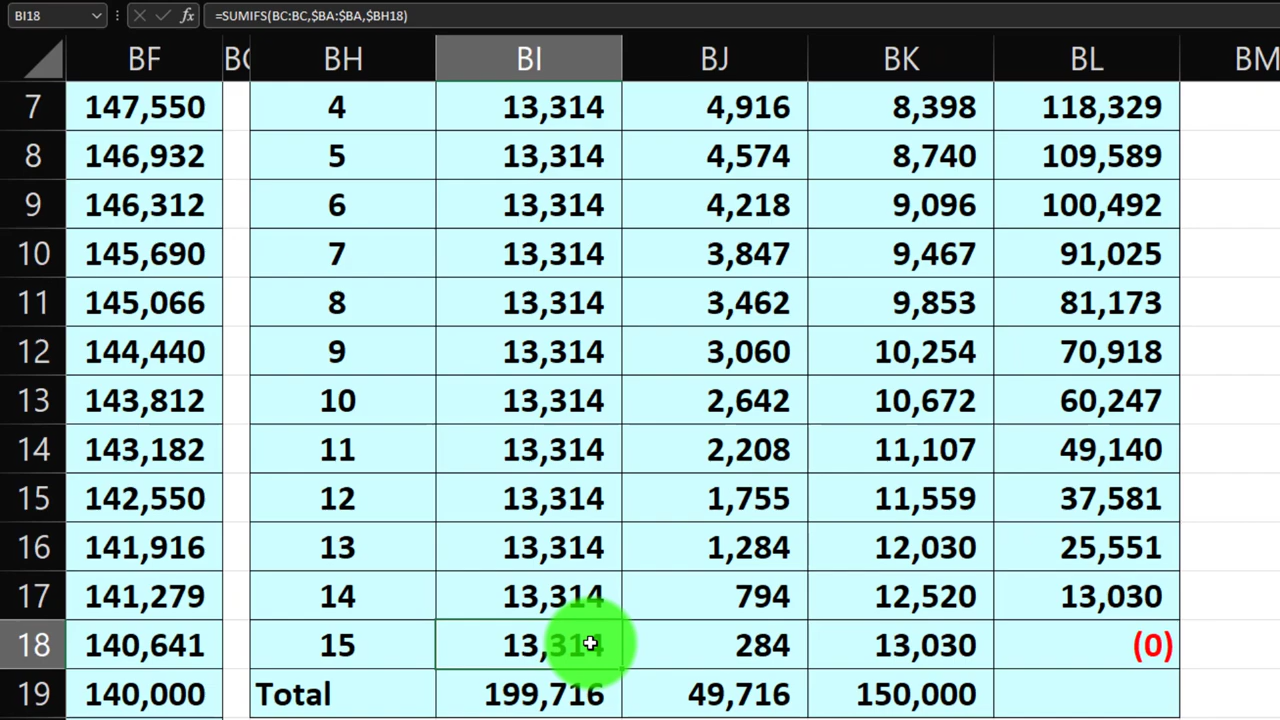 BI18 fx =SUMIFS(BC:BC,$BA:$BA,$BH18)
BF BH BI BJ BK BL BM
7 147,550 4 13,314 4,916 8,398 118,329
8 146,932 5 13,314 4,574 8,740 109,589
9 146,312 6 13,314 4,218 9,096 100,492
10 145,690 7 13,314 3,847 9,467 91,025
11 145,066 8 13,314 3,462 9,853 81,173
12 144,440 9 13,314 3,060 10,254 70,918
13 143,812 10 13,314 2,642 10,672 60,247
14 143,182 11 13,314 2,208 11,107 49,140
15 142,550 12 13,314 1,755 11,559 37,581
16 141,916 13 13,314 1,284 12,030 25,551
17 141,279 14 13,314 794 12,520 13,030
18 140,641 15 13,314 284 13,030 (0)
19 140,000 Total 199,716 49,716 150,000